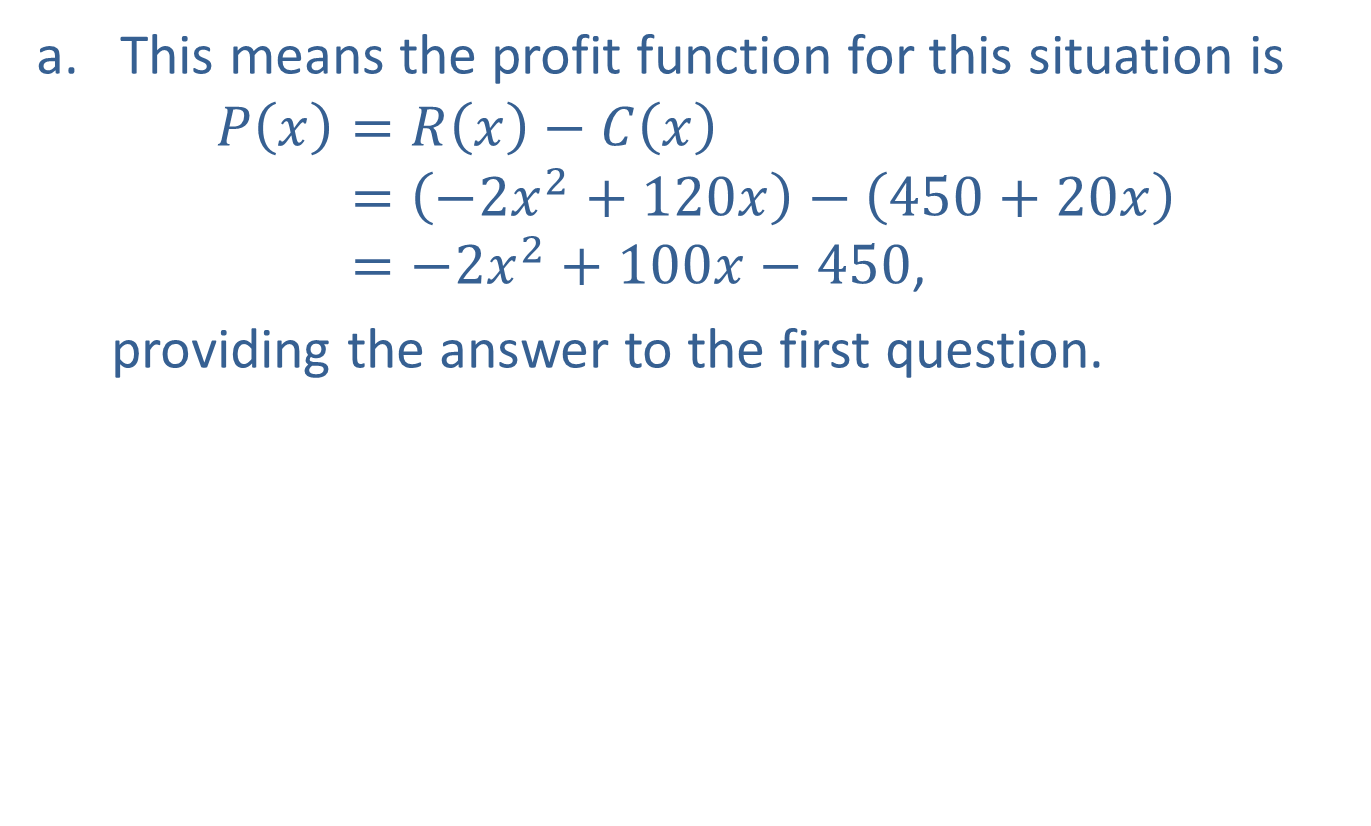 a. This means the profit function for this situation is
P(x) = R(x) − C(x)
= (−2x² + 120x) − (450 + 20x)
= −2x² + 100x − 450,
providing the answer to the first question.